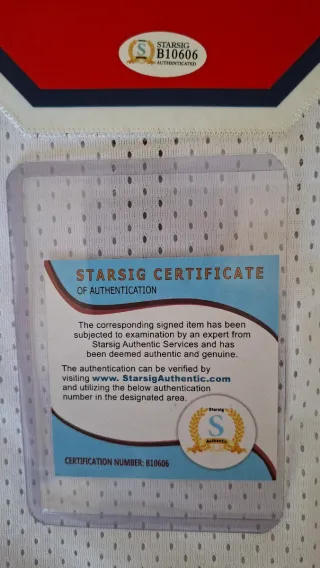 STARSIG
B10606
AUTHENTICATED
S
STARSIG CERTIFICATE
OF AUTHENTICATION
The corresponding signed item has been
subjected to examination by an expert from
Starsig Authentic Services and has
been deemed authentic and genuine.
The authentication can be verified by
visiting www. StarsigAuthentic.com
and utilizing the below authentication
number in the designated area.
Starsig
S
Authentic
CERTIFICATION NUMBER: B10606